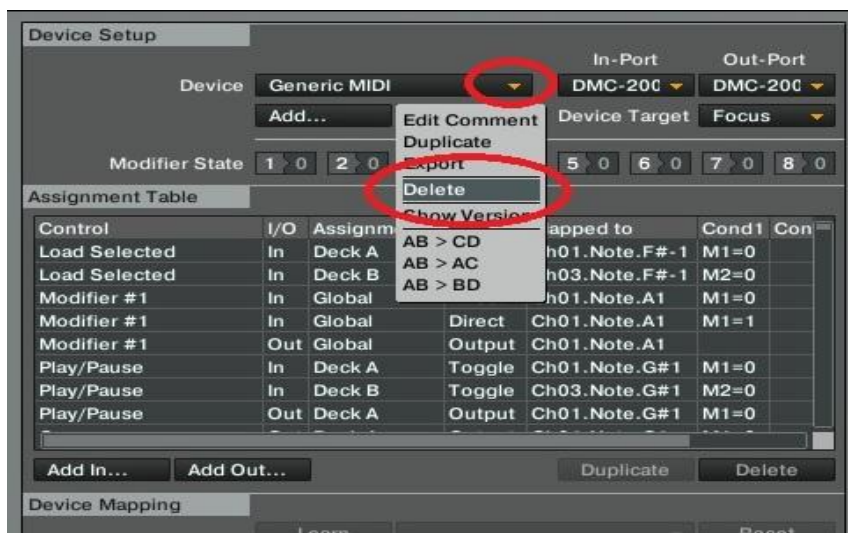 Device Setup
In-Port Out-Port
Device Generic MIDI DMC-200 DMC-200
Add... Edit Comment Device Target Focus
Duplicate
Modifier State 1 0 2 0 Export 5 0 6 0 7 0 8 0
Delete
Assignment Table
Show Version
Control I/O Assignm apped to Cond1 Con
AB > CD
Load Selected In Deck A h01.Note.F#-1 M1=0
AB > AC
Load Selected In Deck B h03.Note.F#-1 M2=0
AB > BD
Modifier #1 In Global h01.Note.A1 M1=0
Modifier #1 In Global Direct Ch01.Note.A1 M1=1
Modifier #1 Out Global Output Ch01.Note.A1
Play/Pause In Deck A Toggle Ch01.Note.G#1 M1=0
Play/Pause In Deck B Toggle Ch03.Note.G#1 M2=0
Play/Pause Out Deck A Output Ch01.Note.G#1 M1=0
Add In... Add Out... Duplicate Delete
Device Mapping